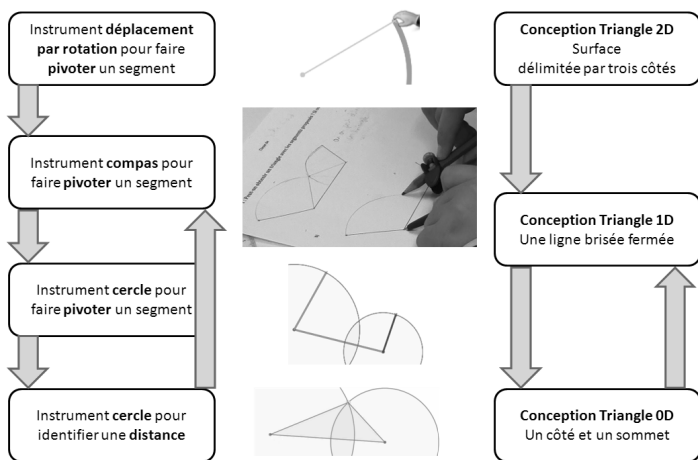 Instrument déplacement
par rotation pour faire
pivoter un segment
Instrument compas pour
faire pivoter un segment
Instrument cercle pour
faire pivoter un segment
Instrument cercle pour
identifier une distance
Conception Triangle 2D
Surface
délimitée par trois côtés
Conception Triangle 1D
Une ligne brisée fermée
Conception Triangle 0D
Un côté et un sommet